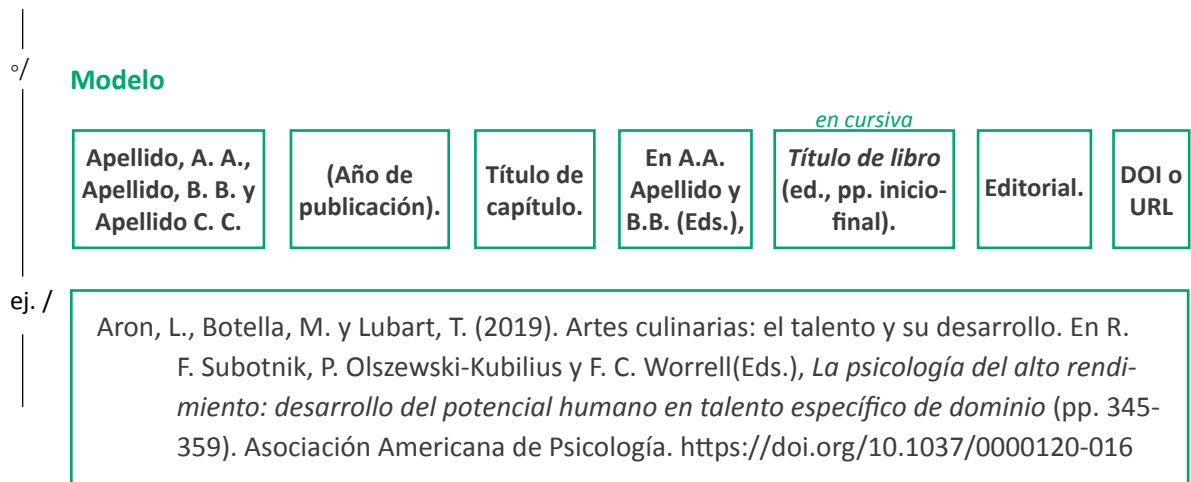 °/
Modelo
en cursiva
Apellido, A. A.,
Apellido, B. B. y
Apellido C. C.
(Año de
publicación).
Título de
capítulo.
En A.A.
Apellido y
B.B. (Eds.),
Título de libro
(ed., pp. inicio-
final).
Editorial.
DOI o
URL
ej. /
Aron, L., Botella, M. y Lubart, T. (2019). Artes culinarias: el talento y su desarrollo. En R.
F. Subotnik, P. Olszewski-Kubilius y F. C. Worrell(Eds.), La psicología del alto rendi-
miento: desarrollo del potencial humano en talento específico de dominio (pp. 345-
359). Asociación Americana de Psicología. https://doi.org/10.1037/0000120-016